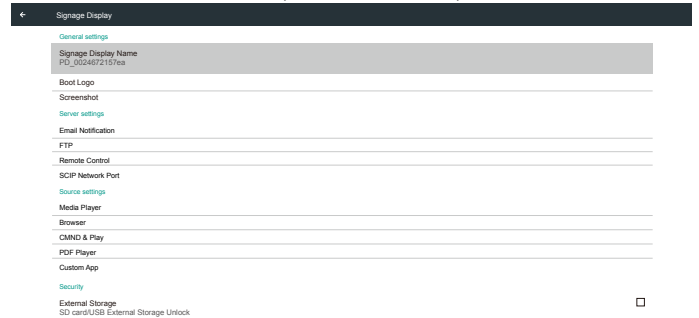 Signage Display
General settings
Signage Display Name
PD_0024672157ea
Boot Logo
Screenshot
Server settings
Email Notification
FTP
Remote Control
SCIP Network Port
Source settings
Media Player
Browser
CMND & Play
PDF Player
Custom App
Security
External Storage
SD card/USB External Storage Unlock